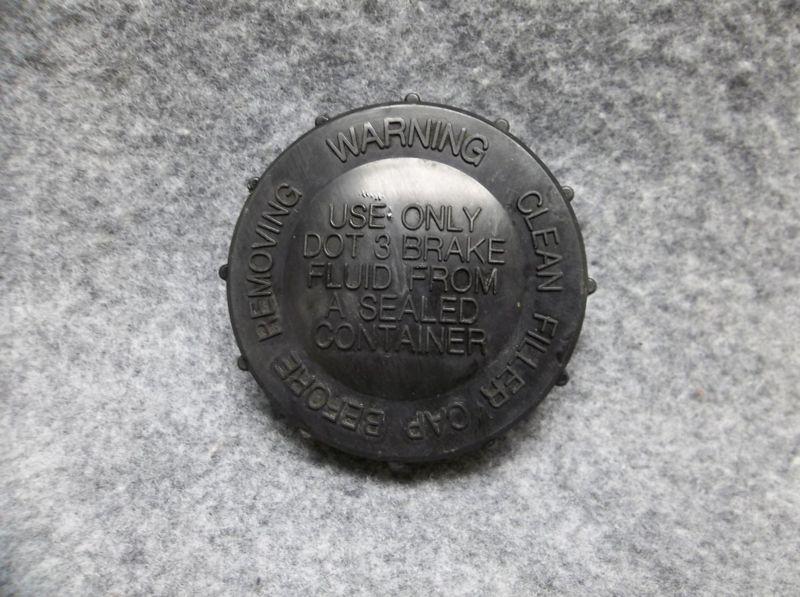 WARNING CLEAN FILLER CAP BEFORE REMOVING
USE ONLY
DOT 3 BRAKE
FLUID FROM
A SEALED
CONTAINER